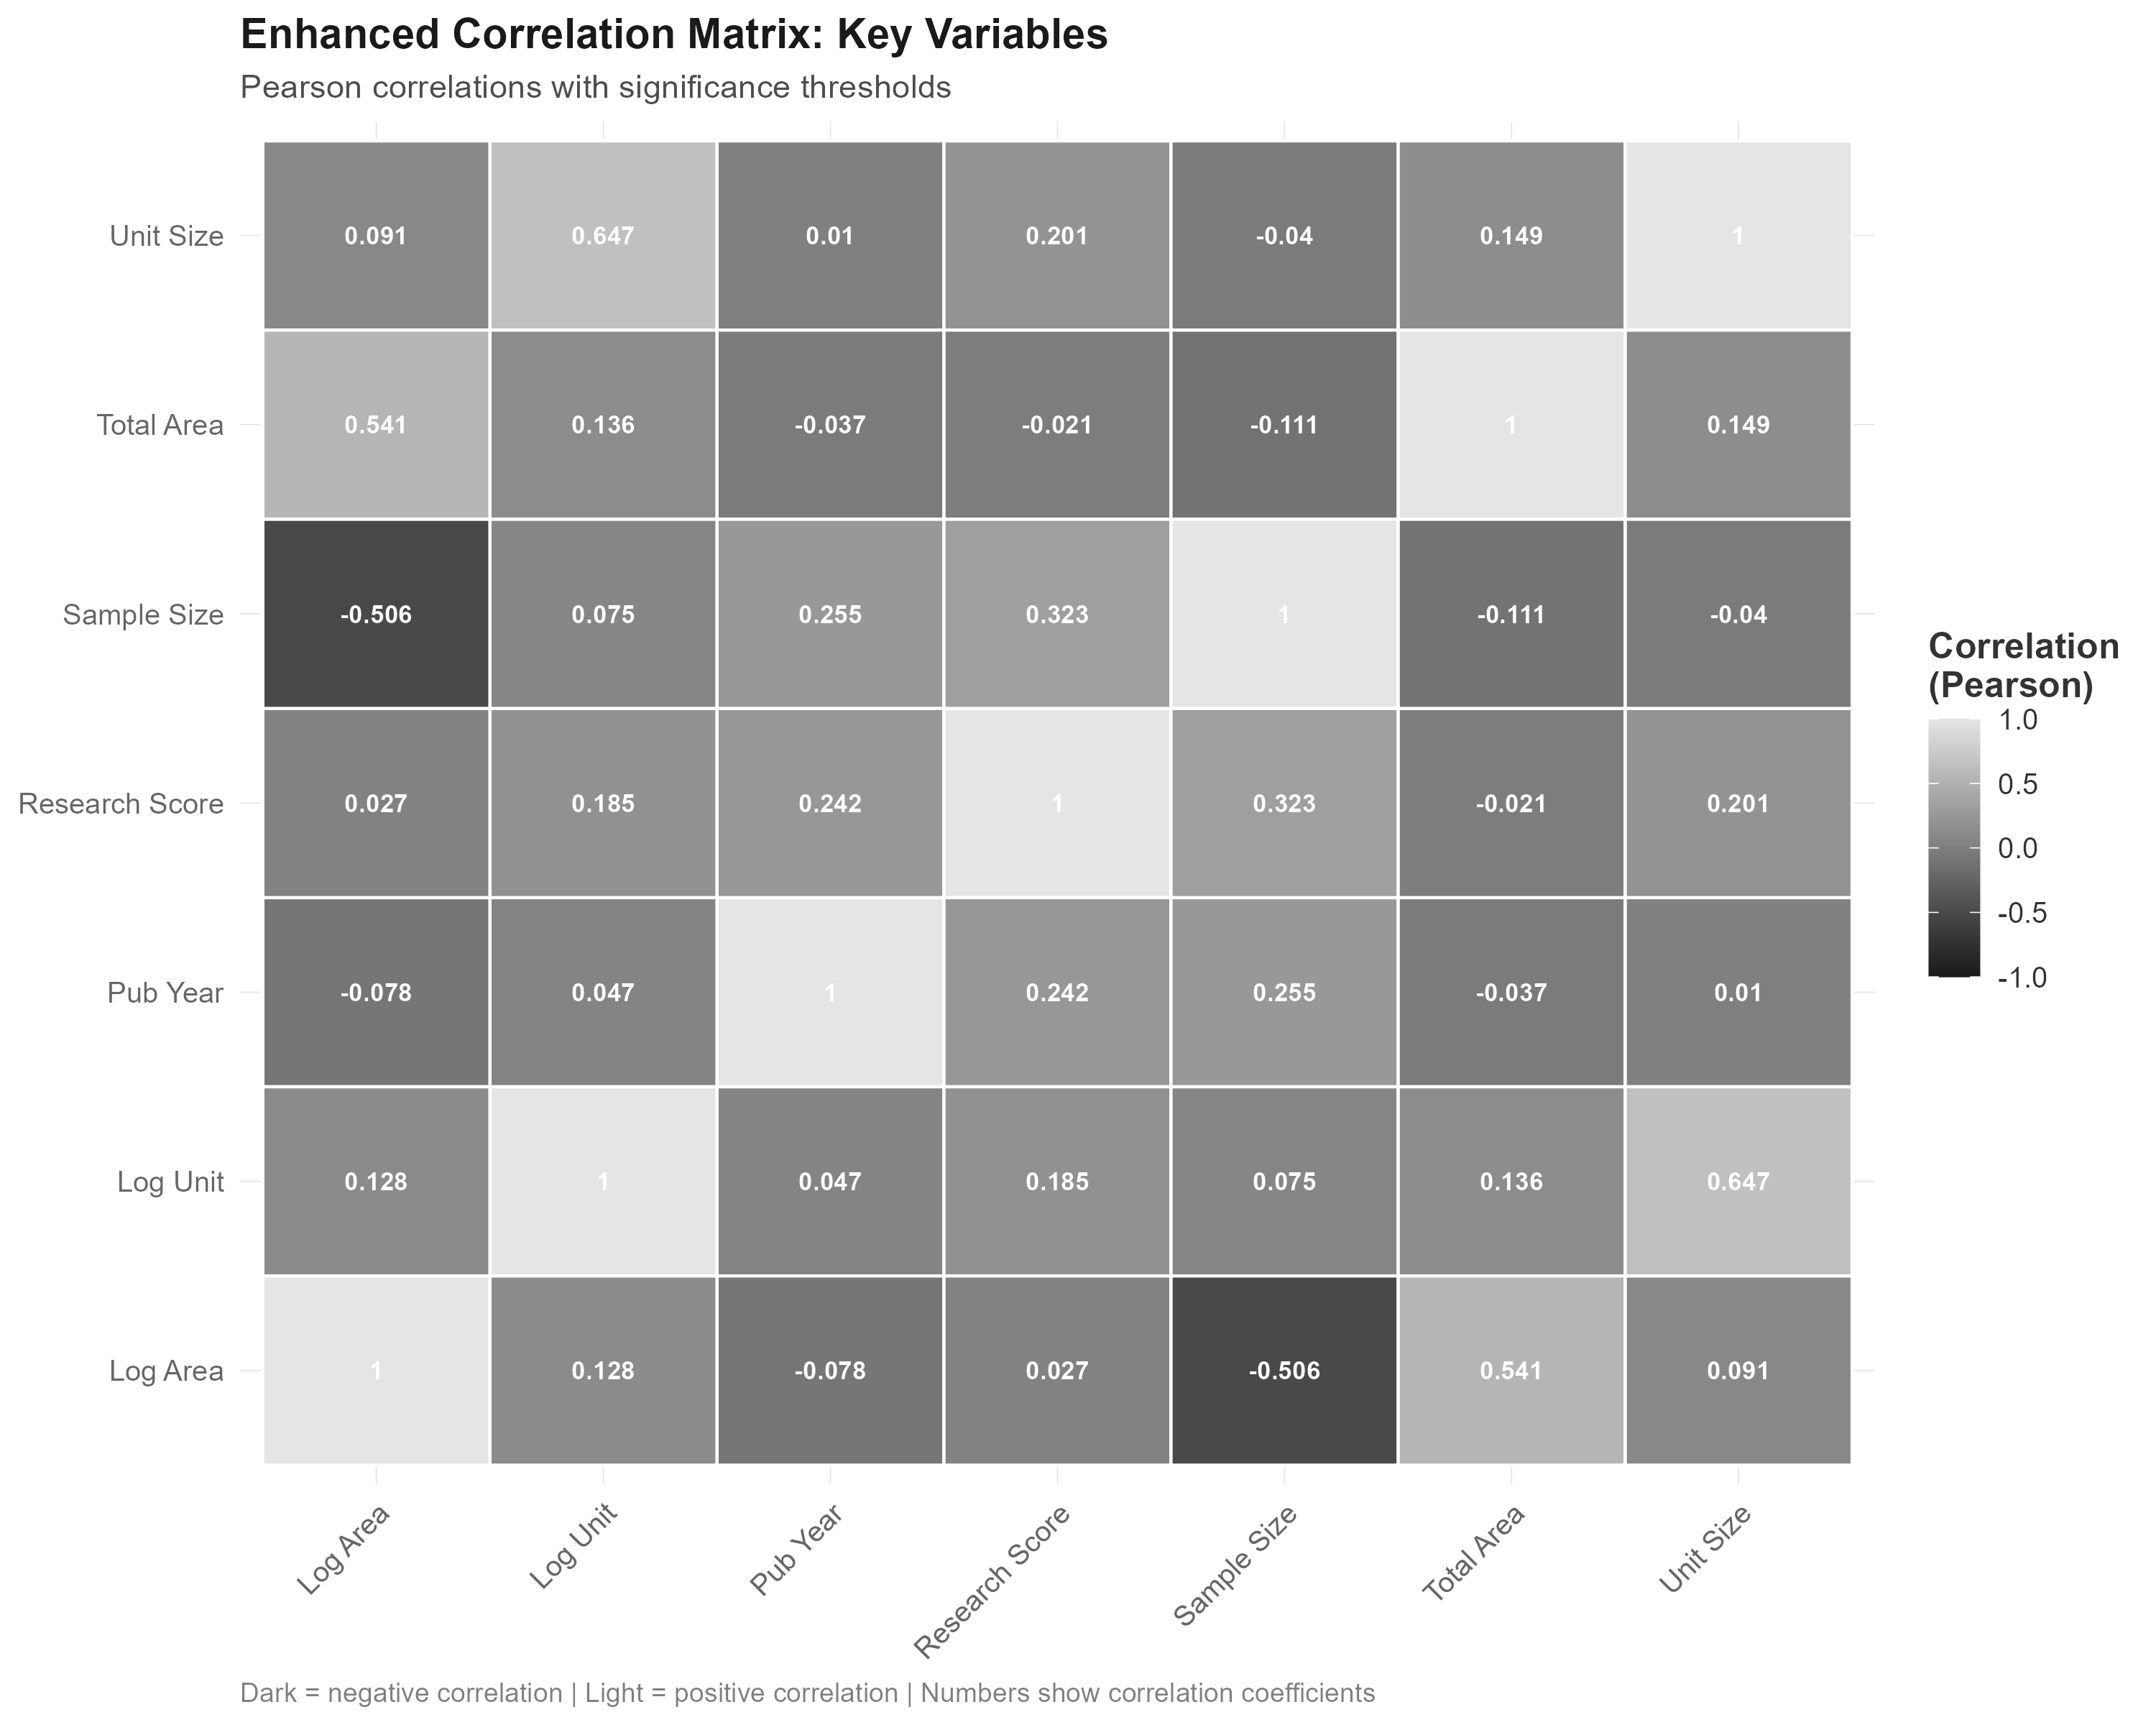 Enhanced Correlation Matrix: Key Variables
Pearson correlations with significance thresholds
Unit Size 0.091 0.647 0.01 0.201 -0.04 0.149 1
Total Area 0.541 0.136 -0.037 -0.021 -0.111 1 0.149
Sample Size -0.506 0.075 0.255 0.323 1 -0.111 -0.04
Research Score 0.027 0.185 0.242 1 0.323 -0.021 0.201
Pub Year -0.078 0.047 1 0.242 0.255 -0.037 0.01
Log Unit 0.128 1 0.047 0.185 0.075 0.136 0.647
Log Area 1 0.128 -0.078 0.027 -0.506 0.541 0.091
Log Area Log Unit Pub Year Research Score Sample Size Total Area Unit Size
Correlation
(Pearson)
1.0
0.5
0.0
-0.5
-1.0
Dark = negative correlation | Light = positive correlation | Numbers show correlation coefficients